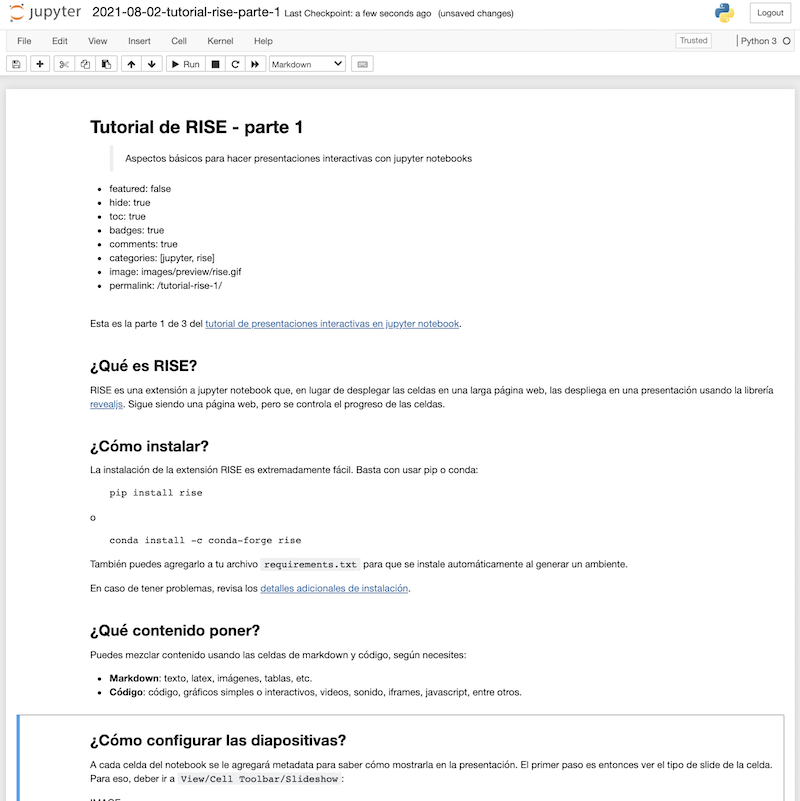 jupyter 2021-08-02-tutorial-rise-parte-1 Last Checkpoint: a few seconds ago (unsaved changes) Logout
File Edit View Insert Cell Kernel Help Trusted Python 3
Run Markdown
Tutorial de RISE - parte 1
Aspectos básicos para hacer presentaciones interactivas con jupyter notebooks
• featured: false
• hide: true
• toc: true
• badges: true
• comments: true
• categories: [jupyter, rise]
• image: images/preview/rise.gif
• permalink: /tutorial-rise-1/
Esta es la parte 1 de 3 del tutorial de presentaciones interactivas en jupyter notebook.
¿Qué es RISE?
RISE es una extensión a jupyter notebook que, en lugar de desplegar las celdas en una larga página web, las despliega en una presentación usando la librería
revealjs. Sigue siendo una página web, pero se controla el progreso de las celdas.
¿Cómo instalar?
La instalación de la extensión RISE es extremadamente fácil. Basta con usar pip o conda:
pip install rise
o
conda install -c conda-forge rise
También puedes agregarlo a tu archivo requirements.txt para que se instale automáticamente al generar un ambiente.
En caso de tener problemas, revisa los detalles adicionales de instalación.
¿Qué contenido poner?
Puedes mezclar contenido usando las celdas de markdown y código, según necesites:
• Markdown: texto, latex, imágenes, tablas, etc.
• Código: código, gráficos simples o interactivos, videos, sonido, iframes, javascript, entre otros.
¿Cómo configurar las diapositivas?
A cada celda del notebook se le agregará metadata para saber cómo mostrarla en la presentación. El primer paso es entonces ver el tipo de slide de la celda.
Para eso, deber ir a View/Cell Toolbar/Slideshow:
IMAGE